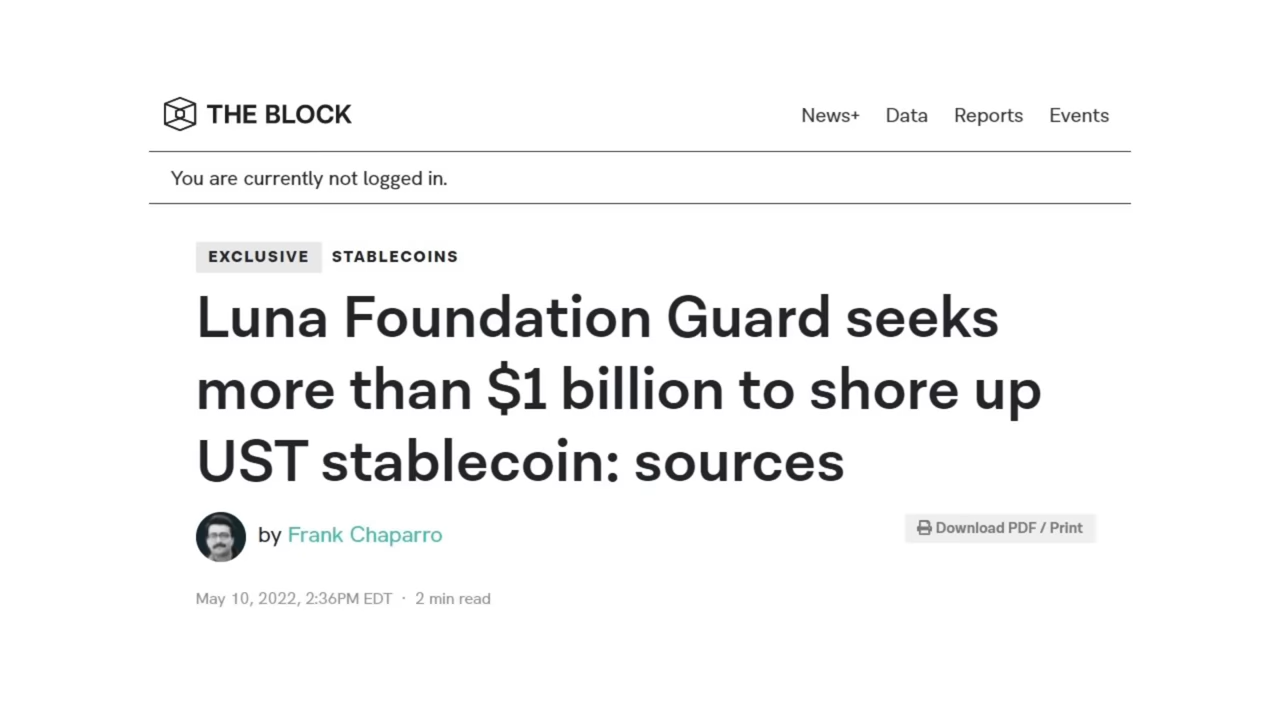 THE BLOCK
News+ Data Reports Events
You are currently not logged in.
EXCLUSIVE STABLECOINS
Luna Foundation Guard seeks
more than $1 billion to shore up
UST stablecoin: sources
by Frank Chaparro
Download PDF / Print
May 10, 2022, 2:36PM EDT · 2 min read